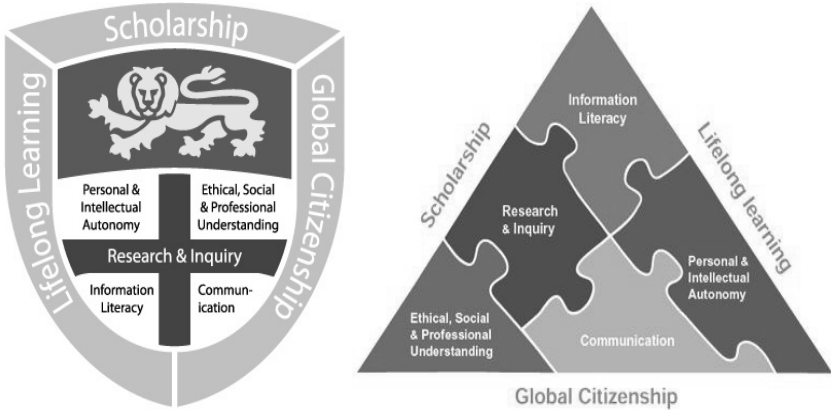 Scholarship
Lifelong Learning
Global Citizenship
Personal &
Intellectual
Autonomy
Ethical, Social
& Professional
Understanding
Research & Inquiry
Information
Literacy
Commun-
ication
Scholarship
Lifelong learning
Information
Literacy
Research
& Inquiry
Personal &
Intellectual
Autonomy
Ethical, Social
& Professional
Understanding
Communication
Global Citizenship